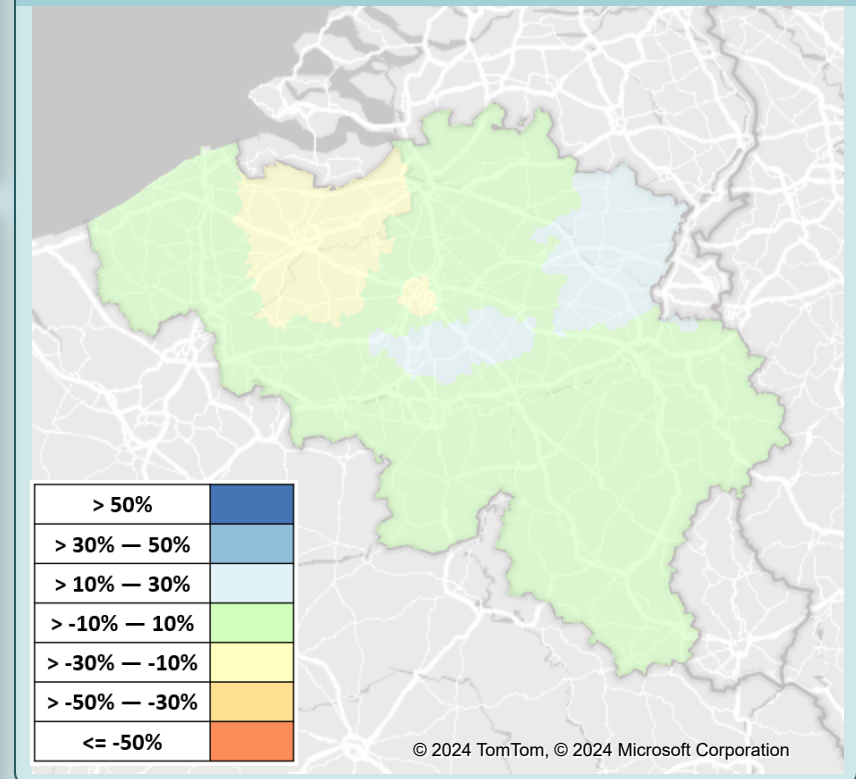 > 50%
> 30% — 50%
> 10% — 30%
> -10% — 10%
> -30% — -10%
> -50% — -30%
<= -50%
© 2024 TomTom, © 2024 Microsoft Corporation